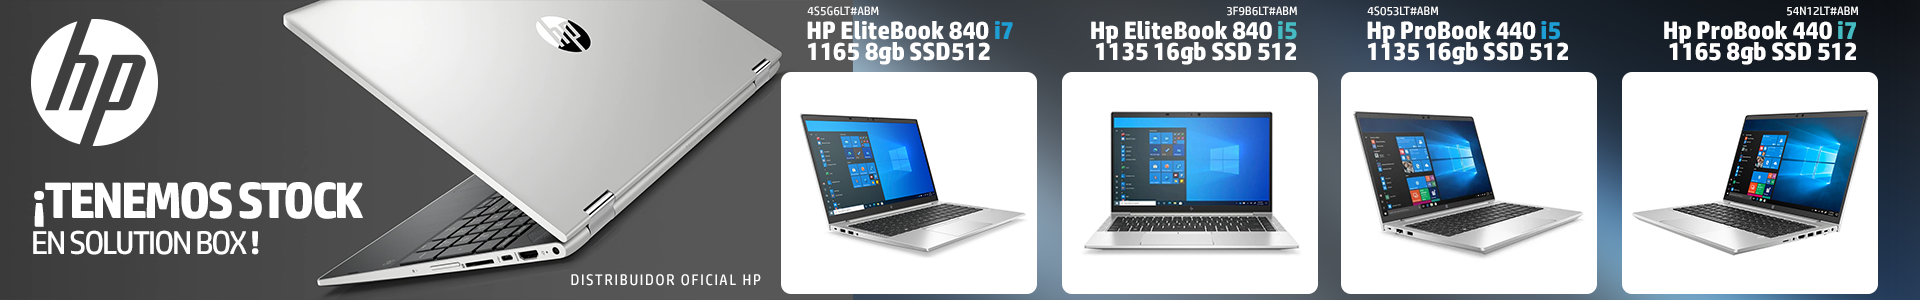 hp
¡TENEMOS STOCK
EN SOLUTION BOX!
DISTRIBUIDOR OFICIAL HP
4S5G6LT#ABM
HP EliteBook 840 i7
1165 8gb SSD512
3F9B6LT#ABM
Hp EliteBook 840 i5
1135 16gb SSD 512
4S053LT#ABM
Hp ProBook 440 i5
1135 16gb SSD 512
54N12LT#ABM
Hp ProBook 440 i7
1165 8gb SSD 512